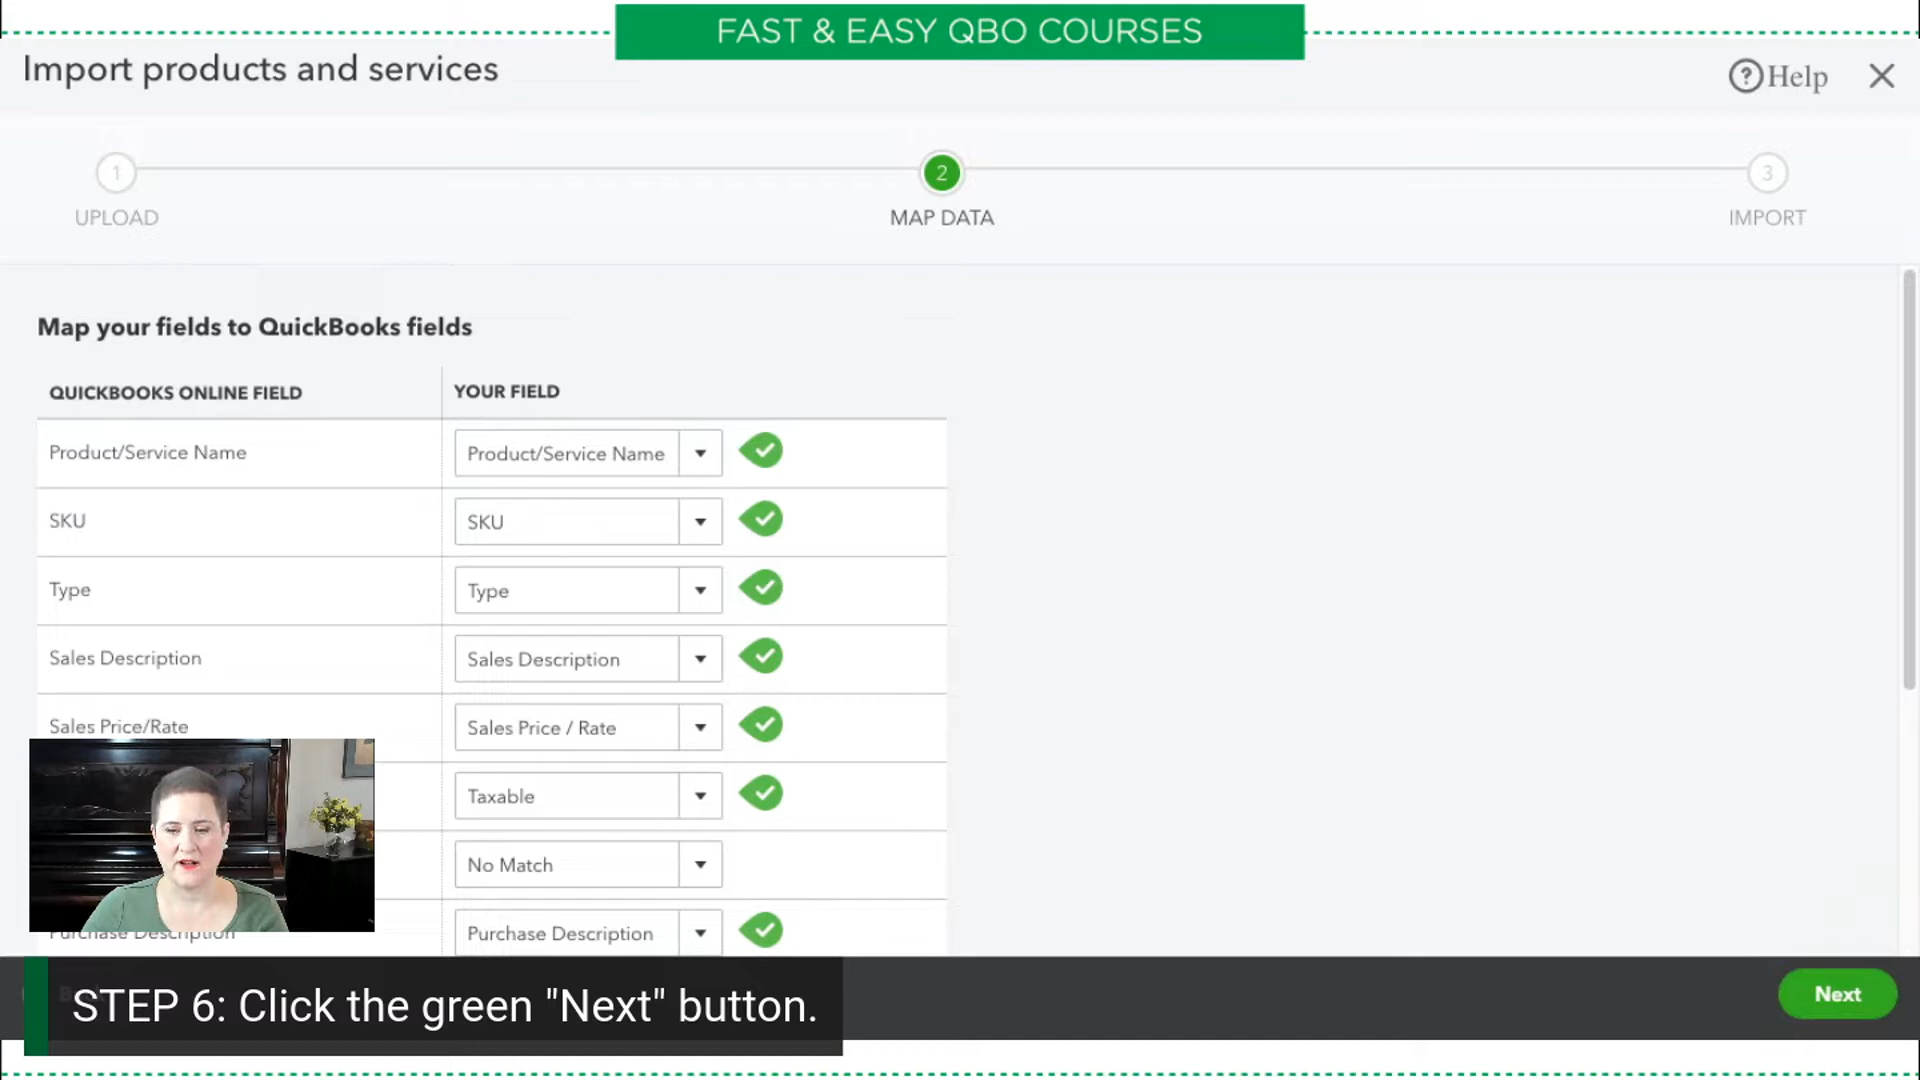 FAST & EASY QBO COURSES
Import products and services
? Help
1
2
3
UPLOAD
MAP DATA
IMPORT
Map your fields to QuickBooks fields
QUICKBOOKS ONLINE FIELD
YOUR FIELD
Product/Service Name
Product/Service Name
SKU
SKU
Type
Type
Sales Description
Sales Description
Sales Price/Rate
Sales Price / Rate
Taxable
No Match
Purchase Description
Purchase Description
STEP 6: Click the green "Next" button.
Next